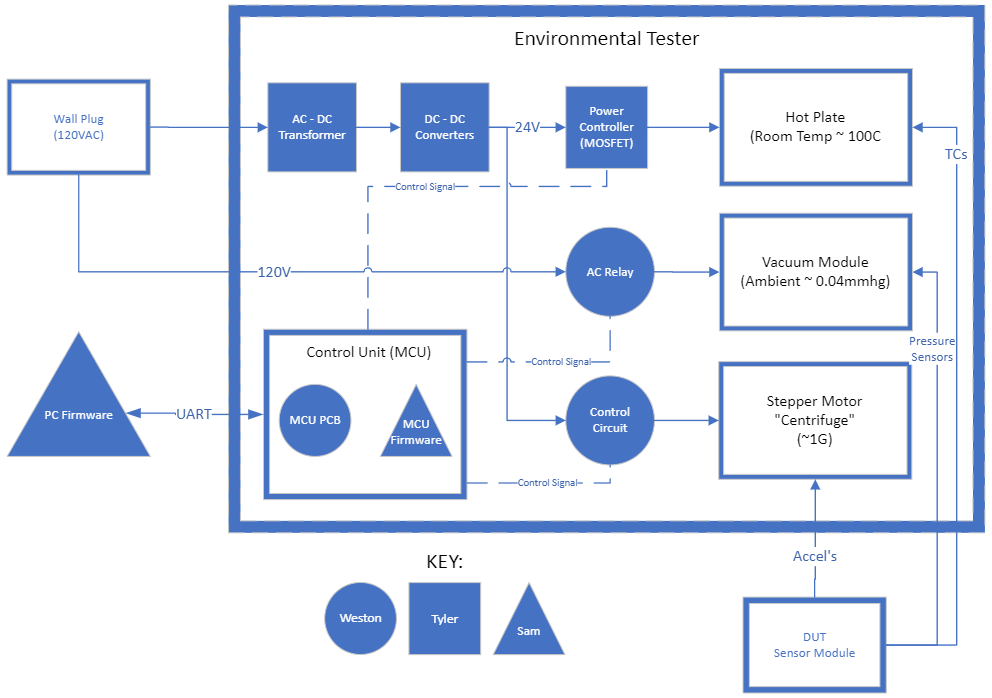 Environmental Tester
Wall Plug
(120VAC)
AC - DC
Transformer
DC - DC
Converters
24V
Power
Controller
(MOSFET)
Hot Plate
(Room Temp ~ 100C
TCs
Control Signal
120V
AC Relay
Vacuum Module
(Ambient ~ 0.04mmhg)
Pressure
Sensors
Control Unit (MCU)
Control Signal
PC Firmware
UART
MCU PCB
MCU
Firmware
Control
Circuit
Stepper Motor
"Centrifuge"
(~1G)
Control Signal
Accel's
KEY:
Weston
Tyler
Sam
DUT
Sensor Module